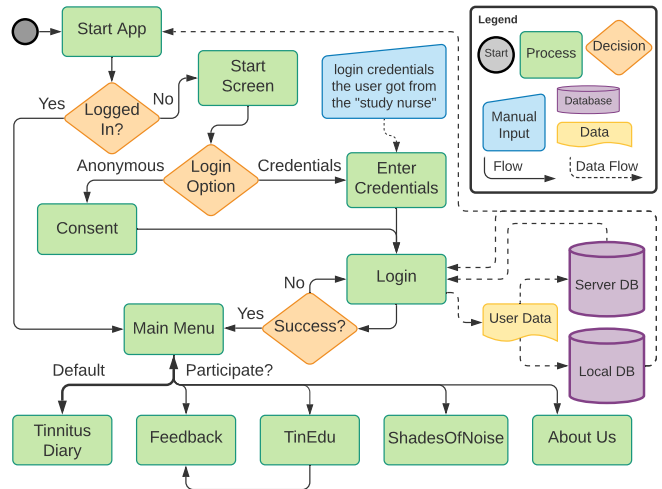 Start App
Legend
Start
Process
Decision
Database
Manual
Input
Data
Flow
Data Flow
Yes
Logged
In?
No
Start
Screen
login credentials
the user got from
the "study nurse"
Anonymous
Login
Option
Credentials
Enter
Credentials
Consent
Login
Server DB
No
Main Menu
Yes
Success?
User Data
Local DB
Default
Participate?
Tinnitus
Diary
Feedback
TinEdu
ShadesOfNoise
About Us